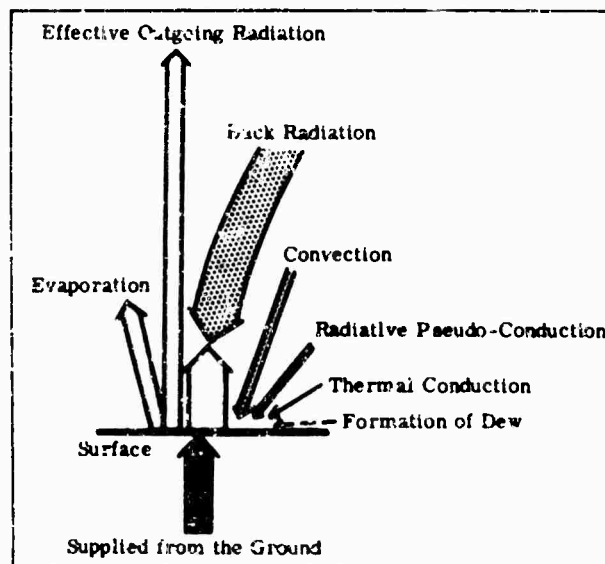 Effective Outgoing Radiation
Back Radiation
Convection
Evaporation
Radiative Pseudo-Conduction
Thermal Conduction
Formation of Dew
Surface
Supplied from the Ground